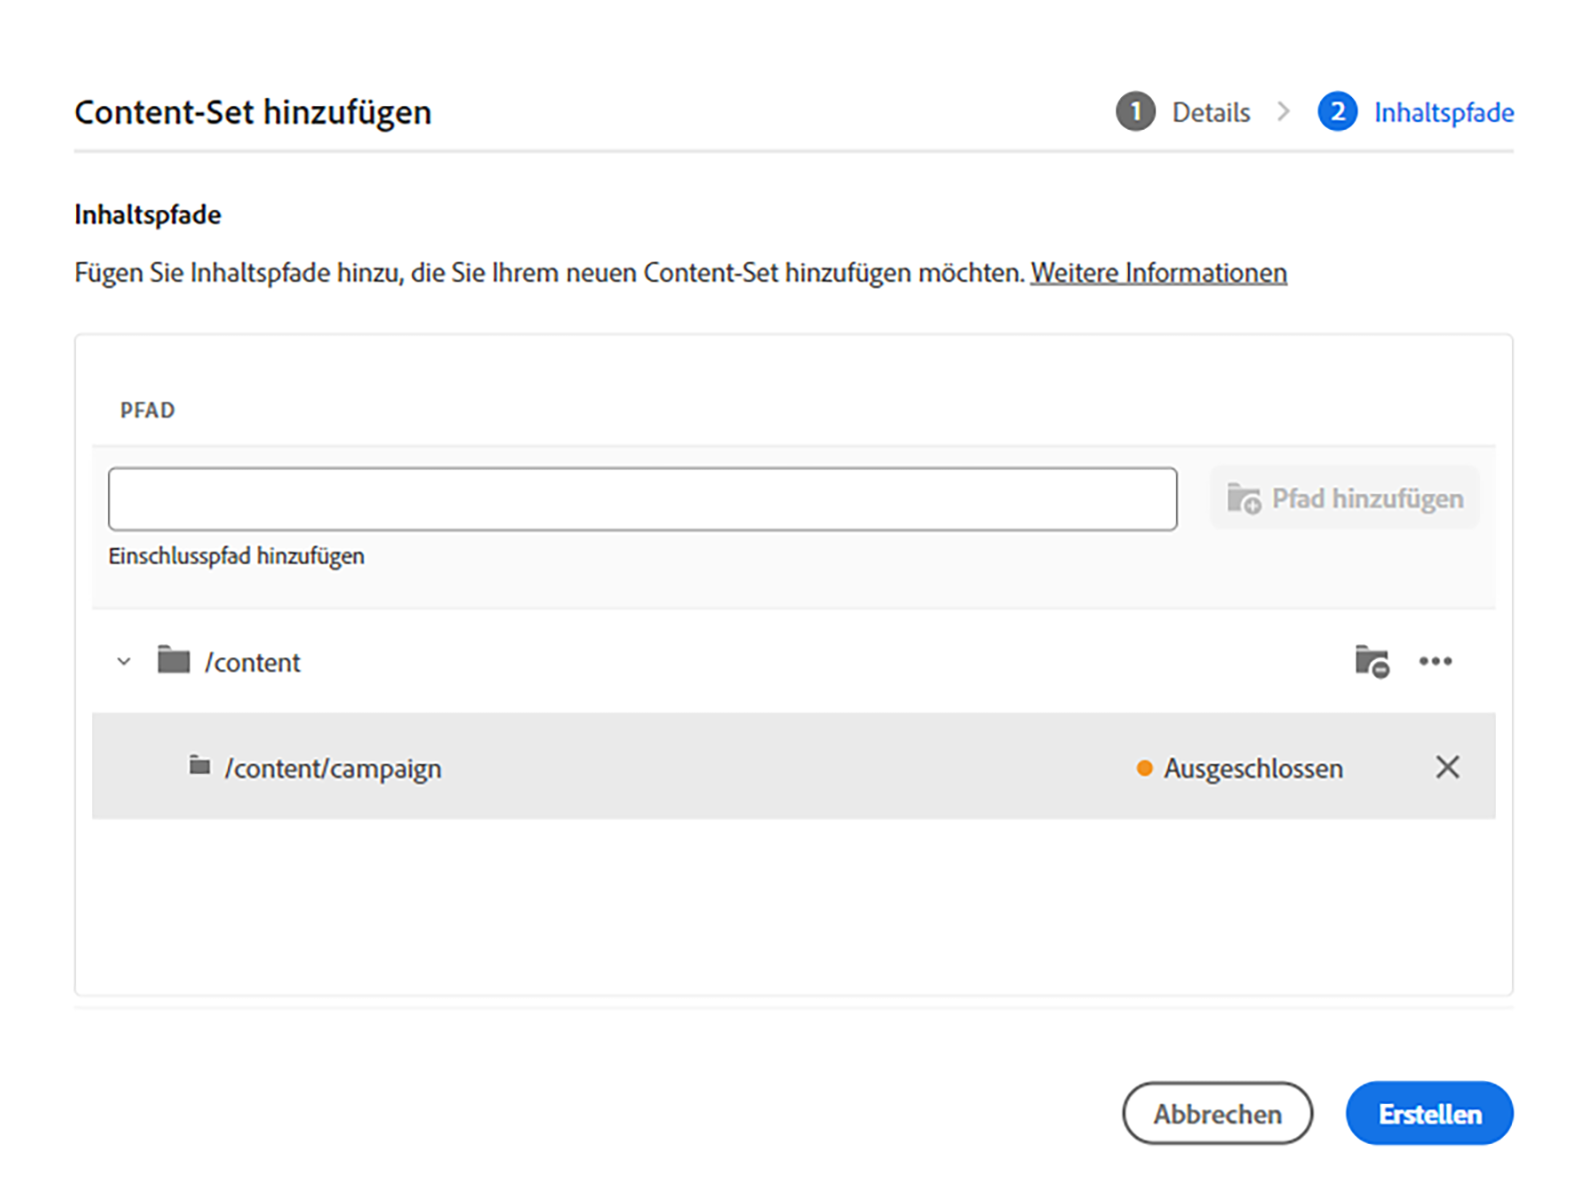 Content-Set hinzufügen
1 Details > 2 Inhaltspfade
Inhaltspfade
Fügen Sie Inhaltspfade hinzu, die Sie Ihrem neuen Content-Set hinzufügen möchten. Weitere Informationen
PFAD
Pfad hinzufügen
Einschlusspfad hinzufügen
/content
/content/campaign
Ausgeschlossen
Abbrechen
Erstellen